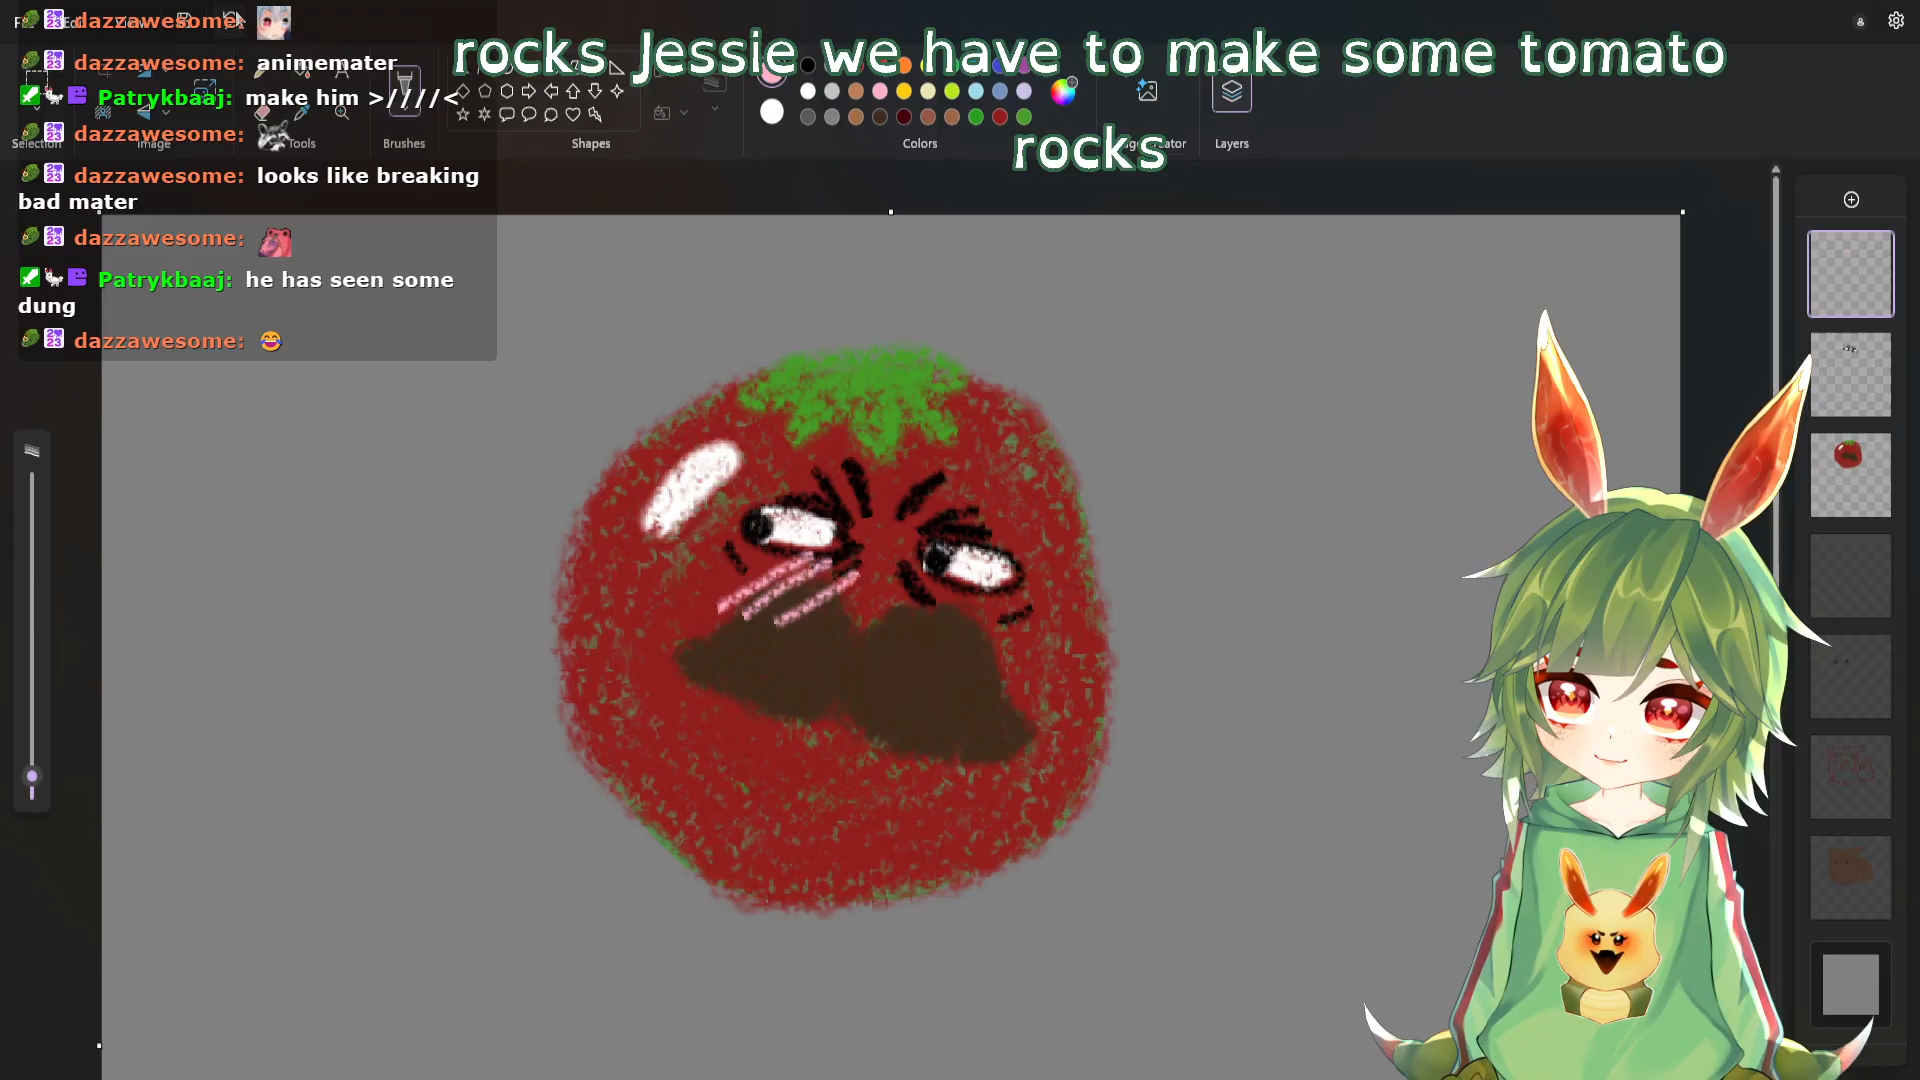 dazzawesome:
rocks Jessie we have to make some tomato
rocks
dazzawesome: animemater
Patrykbaaj: make him >////<
dazzawesome:
dazzawesome: looks like breaking
bad mater
dazzawesome:
Patrykbaaj: he has seen some
dung
dazzawesome: 😂
Selection
Image
Tools
Brushes
Shapes
Colors
Layers